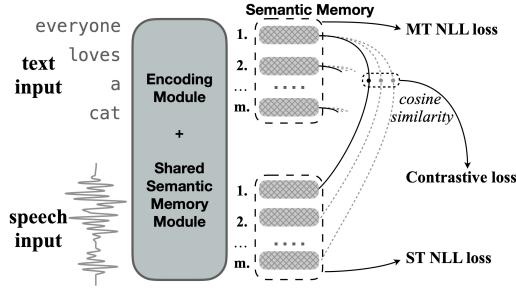 everyone
loves
a
cat
text
input
speech
input
Encoding
Module
+
Shared
Semantic
Memory
Module
Semantic Memory
1.
2.
...
m.
1.
2.
...
m.
MT NLL loss
cosine
similarity
Contrastive loss
ST NLL loss